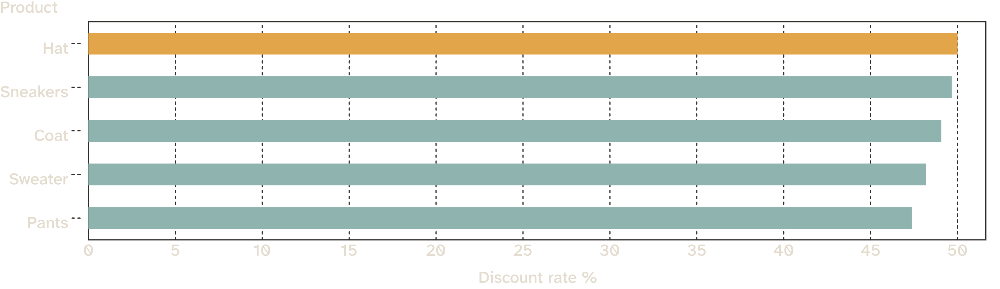 Product
Hat
Sneakers
Coat
Sweater
Pants
0 5 10 15 20 25 30 35 40 45 50
Discount rate %